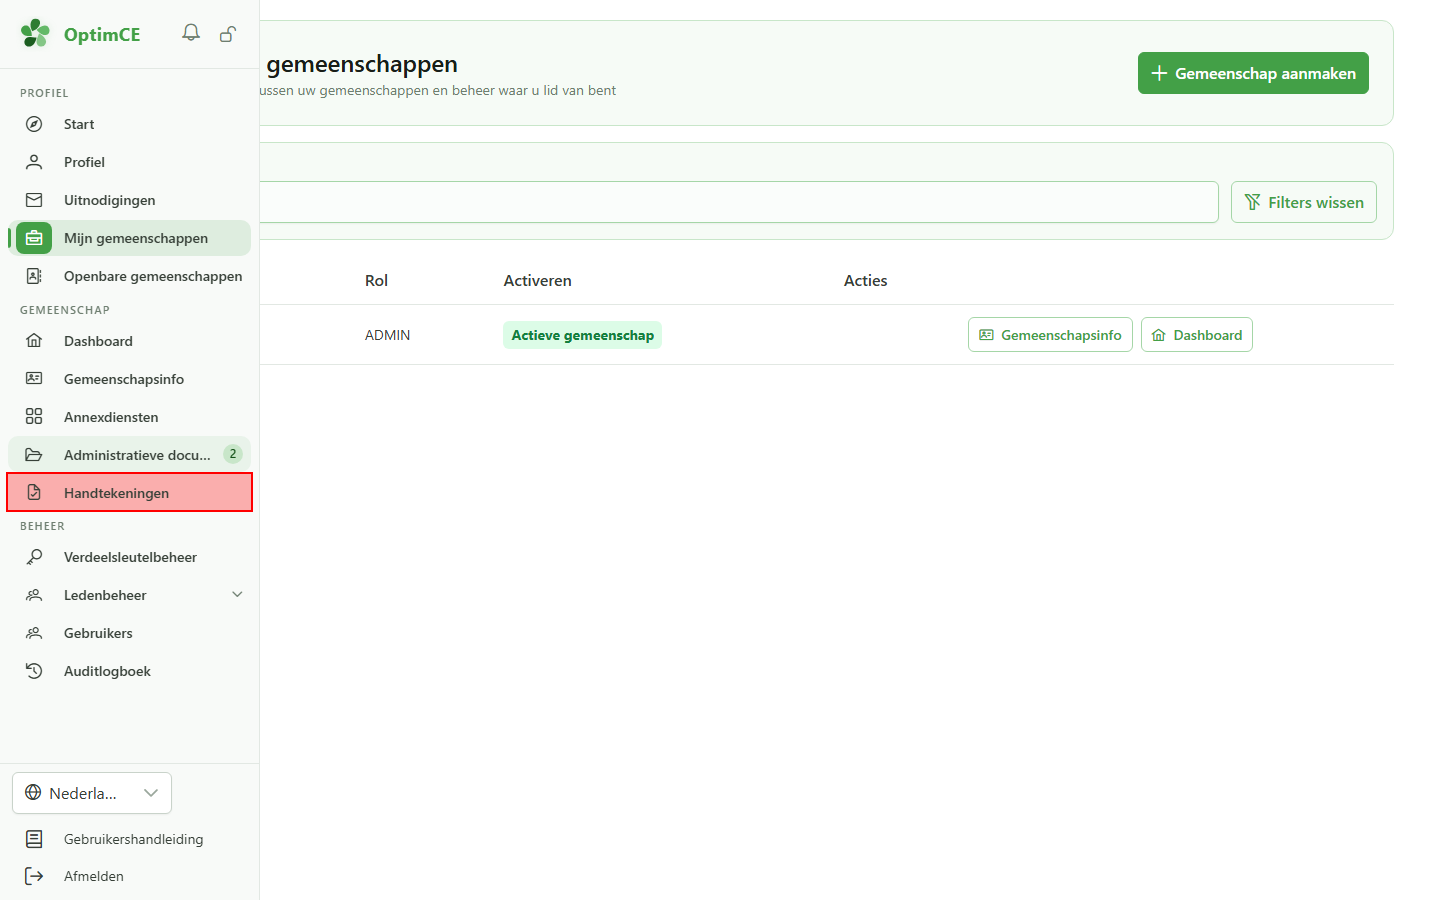 OptimCE
PROFIEL
Start
Profiel
Uitnodigingen
Mijn gemeenschappen
Openbare gemeenschappen
GEMEENSCHAP
Dashboard
Gemeenschapsinfo
Annexdiensten
Administratieve docu... 2
Handtekeningen
BEHEER
Verdeelsleutelbeheer
Ledenbeheer
Gebruikers
Auditlogboek
Nederla...
Gebruikershandleiding
Afmelden
gemeenschappen
ussen uw gemeenschappen en beheer waar u lid van bent
Gemeenschap aanmaken
Filters wissen
Rol Activeren Acties
ADMIN Actieve gemeenschap Gemeenschapsinfo Dashboard